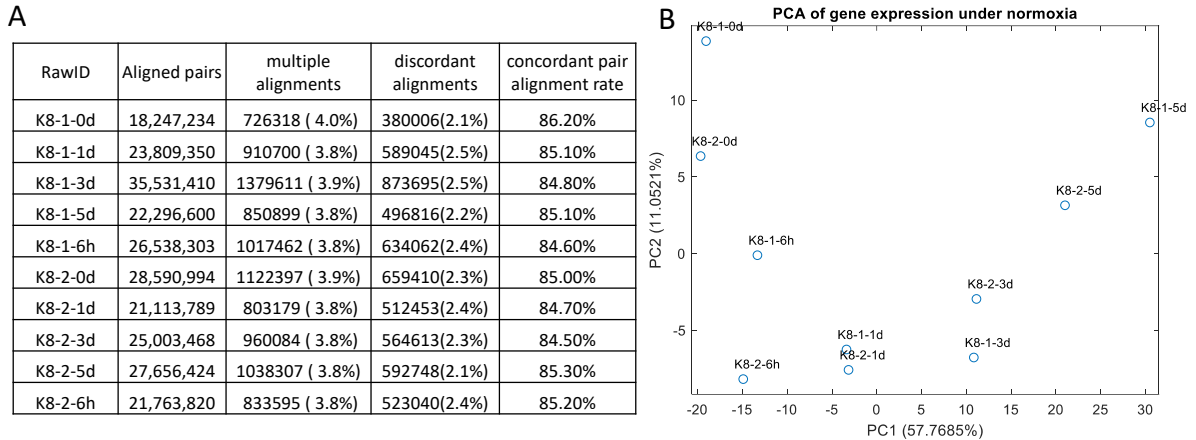 A
RawID Aligned pairs multiple alignments discordant alignments concordant pair alignment rate
K8-1-0d 18,247,234 726318 ( 4.0%) 380006(2.1%) 86.20%
K8-1-1d 23,809,350 910700 ( 3.8%) 589045(2.5%) 85.10%
K8-1-3d 35,531,410 1379611 ( 3.9%) 873695(2.5%) 84.80%
K8-1-5d 22,296,600 850899 ( 3.8%) 496816(2.2%) 85.10%
K8-1-6h 26,538,303 1017462 ( 3.8%) 634062(2.4%) 84.60%
K8-2-0d 28,590,994 1122397 ( 3.9%) 659410(2.3%) 85.00%
K8-2-1d 21,113,789 803179 ( 3.8%) 512453(2.4%) 84.70%
K8-2-3d 25,003,468 960084 ( 3.8%) 564613(2.3%) 84.50%
K8-2-5d 27,656,424 1038307 ( 3.8%) 592748(2.1%) 85.30%
K8-2-6h 21,763,820 833595 ( 3.8%) 523040(2.4%) 85.20%
B
PCA of gene expression under normoxia
K8-1-0d
K8-1-5d
K8-2-0d
K8-2-5d
K8-1-6h
K8-2-3d
K8-1-1d
K8-1-3d
K8-2-1d
K8-2-6h
10
5
0
-5
PC2 (11.0521%)
-20 -15 -10 -5 0 5 10 15 20 25 30
PC1 (57.7685%)